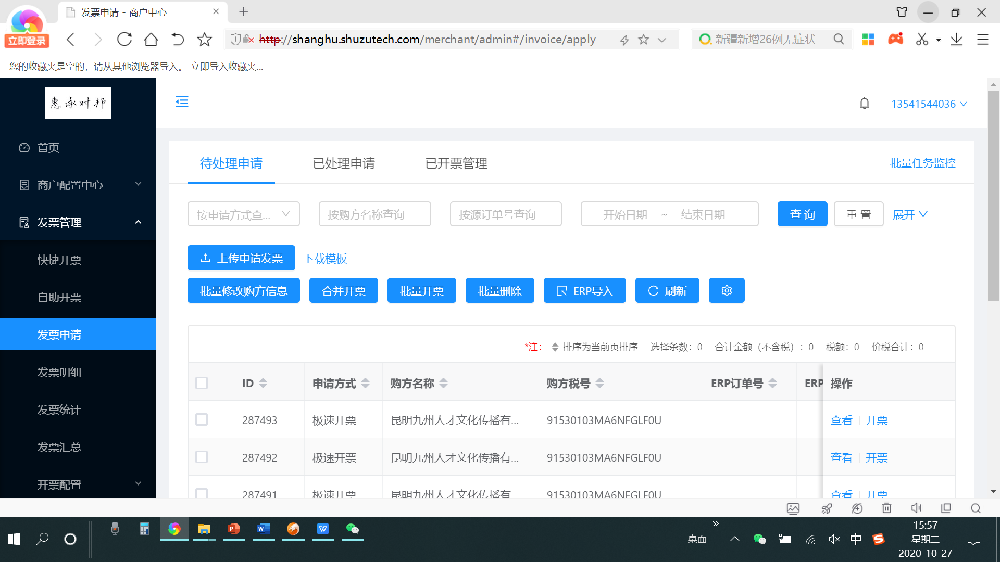 发票申请 - 商户中心
立即登录
http://shanghu.shuzutech.com/merchant/admin#/invoice/apply
新疆新增26例无症状
您的收藏夹是空的，请从其他浏览器导入。 立即导入收藏夹...
惠承时邦
13541544036
首页
商户配置中心
发票管理
快捷开票
自助开票
发票申请
发票明细
发票统计
发票汇总
开票配置
待处理申请 已处理申请 已开票管理 批量任务监控
按申请方式查... 按购方名称查询 按源订单号查询 开始日期 ~ 结束日期 查 询 重 置 展开
上传申请发票 下载模板
批量修改购方信息 合并开票 批量开票 批量删除 ERP导入 刷新
*注： 排序为当前页排序 选择条数：0 合计金额（不含税）：0 税额：0 价税合计：0
ID 申请方式 购方名称 购方税号 ERP订单号 ERP 操作
287493 极速开票 昆明九州人才文化传播有... 91530103MA6NFGLF0U 查看 开票
287492 极速开票 昆明九州人才文化传播有... 91530103MA6NFGLF0U 查看 开票
287491 极速开票 昆明九州人才文化传播有 91530103MA6NFGLF0U 查看 开票
桌面
中
15:57
星期二
2020-10-27